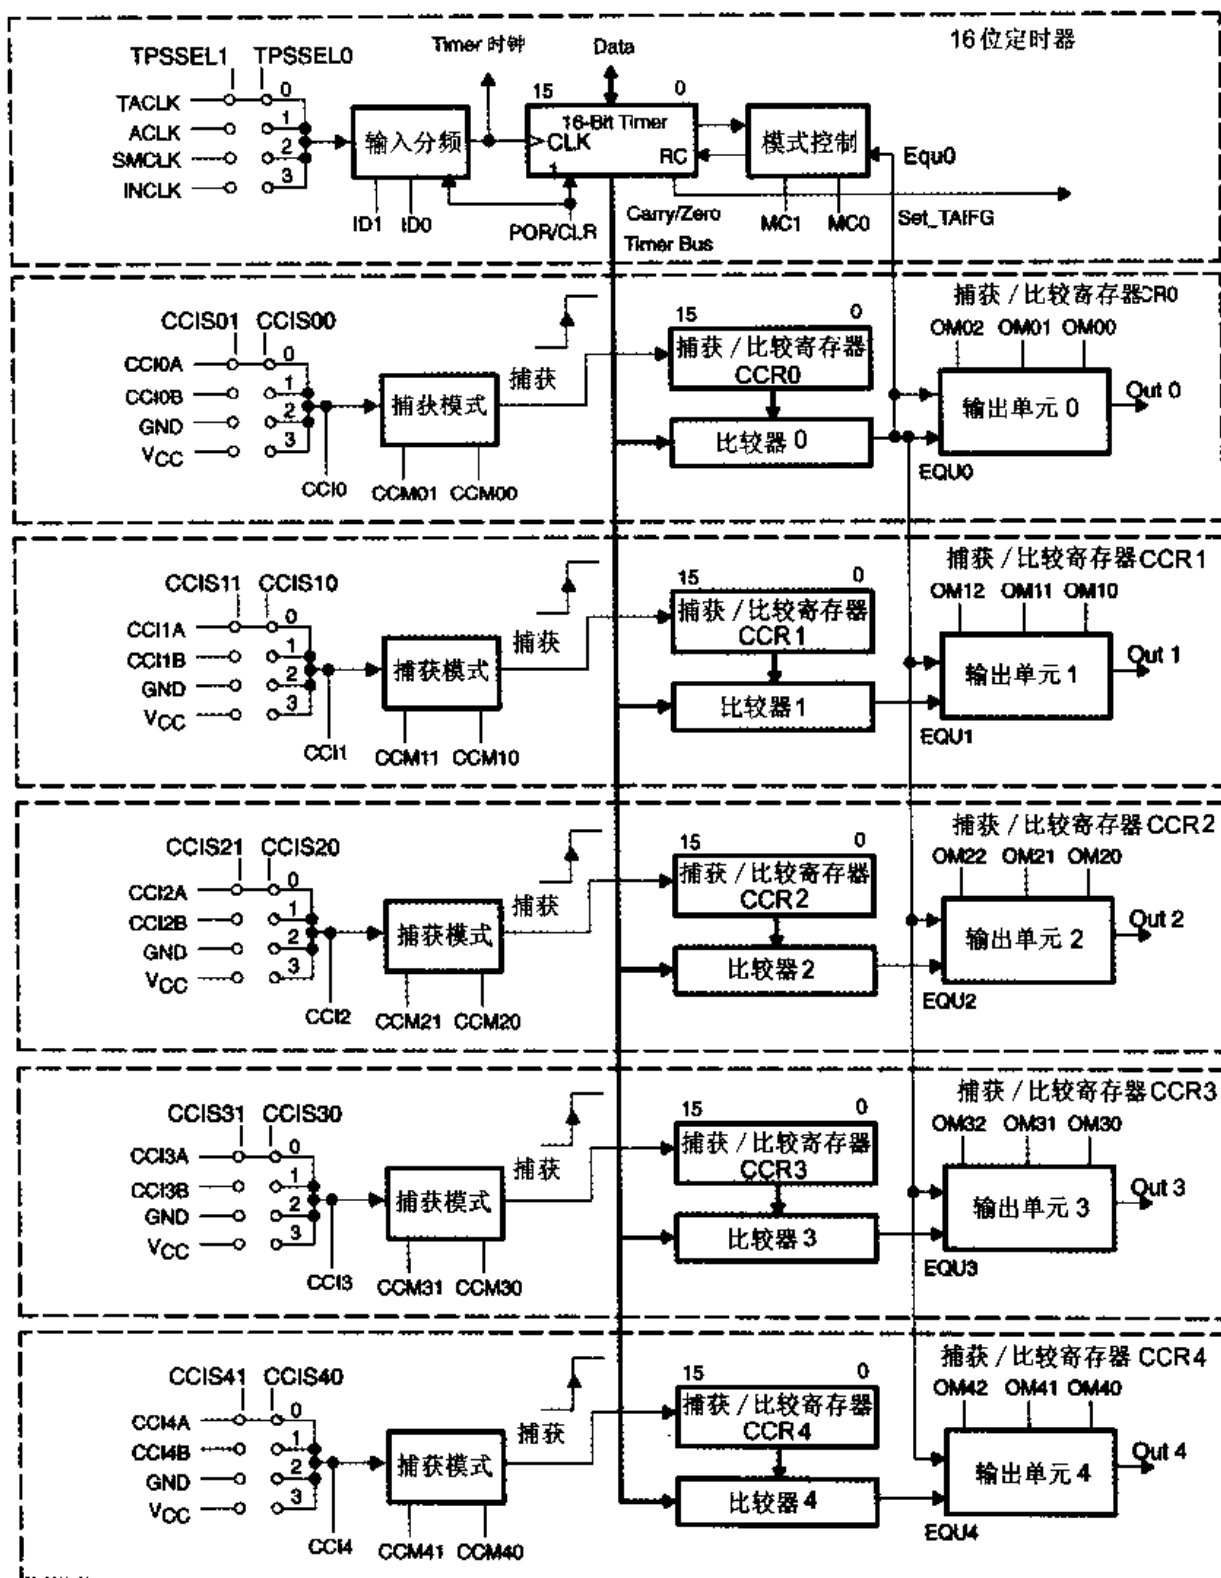 16位定时器
Timer 时钟
Data
TPSSEL1 TPSSEL0
15 0
TACLK 0
ACLK 1
SMCLK 2
INCLK 3
输入分频
16-Bit Timer
CLK
RC
1
模式控制
Equ0
ID1 ID0
POR/CLR
Carry/Zero
Timer Bus
MC1 MC0
Set_TAIFG
捕获/比较寄存器CR0
CCIS01 CCIS00
15 0
OM02 OM01 OM00
CCI0A 0
CCI0B 1
GND 2
VCC 3
捕获模式
捕获
捕获/比较寄存器
CCR0
比较器0
输出单元0
Out 0
EQU0
CCI0
CCM01 CCM00
捕获/比较寄存器CCR1
CCIS11 CCIS10
15 0
OM12 OM11 OM10
CCI1A 0
CCI1B 1
GND 2
VCC 3
捕获模式
捕获
捕获/比较寄存器
CCR1
比较器1
输出单元1
Out 1
EQU1
CCI1
CCM11 CCM10
捕获/比较寄存器CCR2
CCIS21 CCIS20
15 0
OM22 OM21 OM20
CCI2A 0
CCI2B 1
GND 2
VCC 3
捕获模式
捕获
捕获/比较寄存器
CCR2
比较器2
输出单元2
Out 2
EQU2
CCI2
CCM21 CCM20
捕获/比较寄存器CCR3
CCIS31 CCIS30
15 0
OM32 OM31 OM30
CCI3A 0
CCI3B 1
GND 2
VCC 3
捕获模式
捕获
捕获/比较寄存器
CCR3
比较器3
输出单元3
Out 3
EQU3
CCI3
CCM31 CCM30
捕获/比较寄存器 CCR4
CCIS41 CCIS40
15 0
OM42 OM41 OM40
CCI4A 0
CCI4B 1
GND 2
VCC 3
捕获模式
捕获
捕获/比较寄存器
CCR4
比较器4
输出单元4
Out 4
EQU4
CCI4
CCM41 CCM40